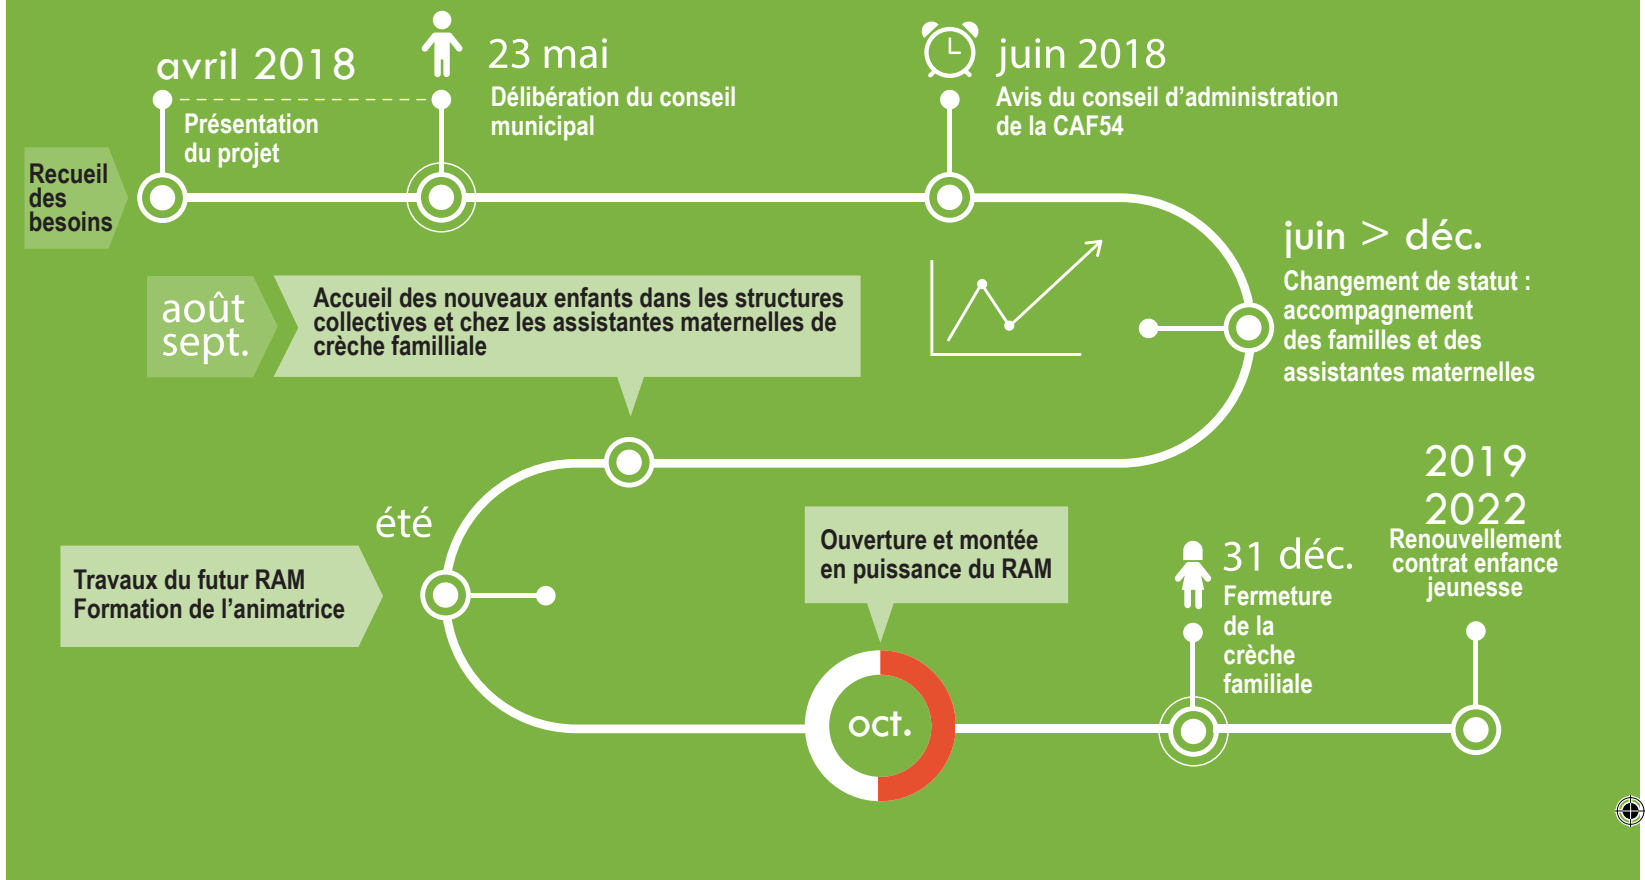 avril 2018
Présentation
du projet
23 mai
Délibération du conseil
municipal
juin 2018
Avis du conseil d'administration
de la CAF54
Recueil
des
besoins
juin > déc.
Changement de statut :
accompagnement
des familles et des
assistantes maternelles
août
sept.
Accueil des nouveaux enfants dans les structures
collectives et chez les assistantes maternelles de
crèche familliale
été
Travaux du futur RAM
Formation de l'animatrice
Ouverture et montée
en puissance du RAM
oct.
31 déc.
Fermeture
de la
crèche
familiale
2019
2022
Renouvellement
contrat enfance
jeunesse